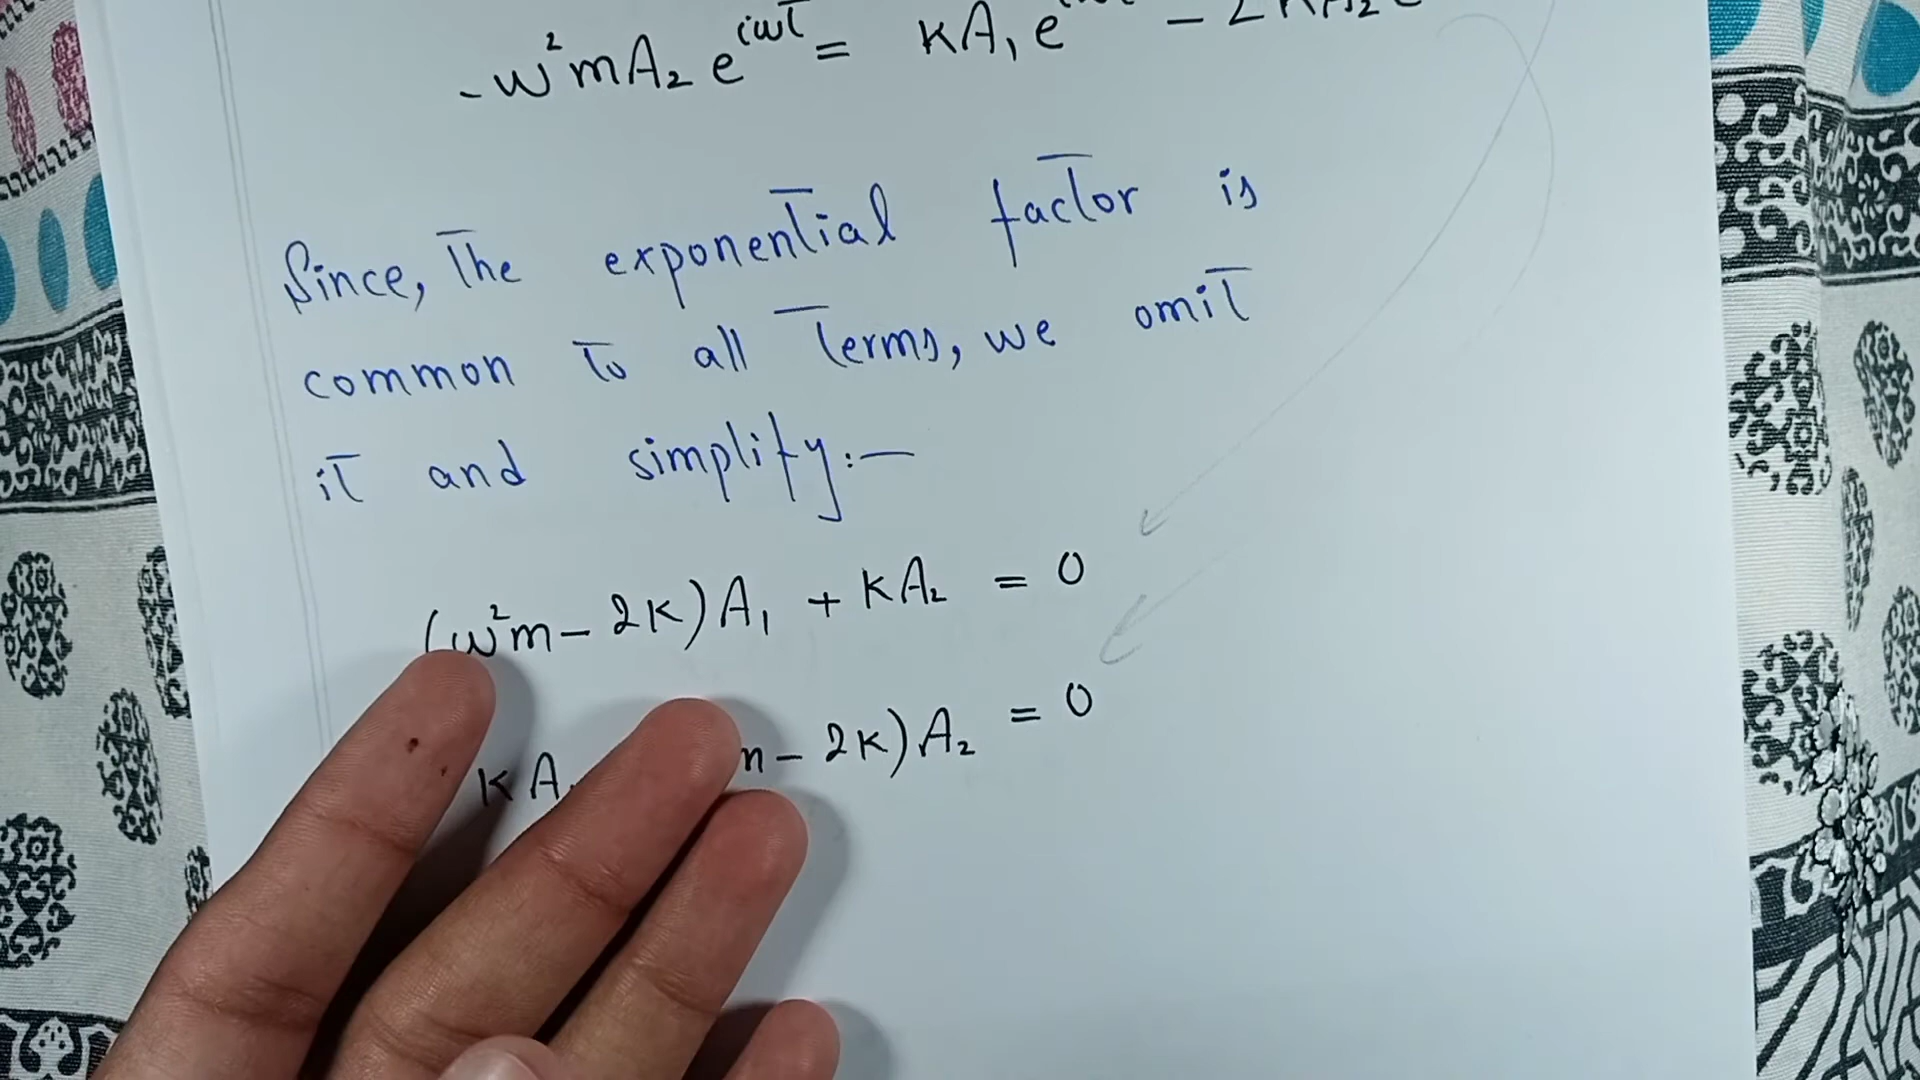 -ω²mA₂e^{iωt} = KA₁e - 2KA₂
Since, The exponential factor is
common To all Terms, we omit
it and simplify:—
(ω²m - 2K)A₁ + KA₂ = 0
KA - 2K)A₂ = 0